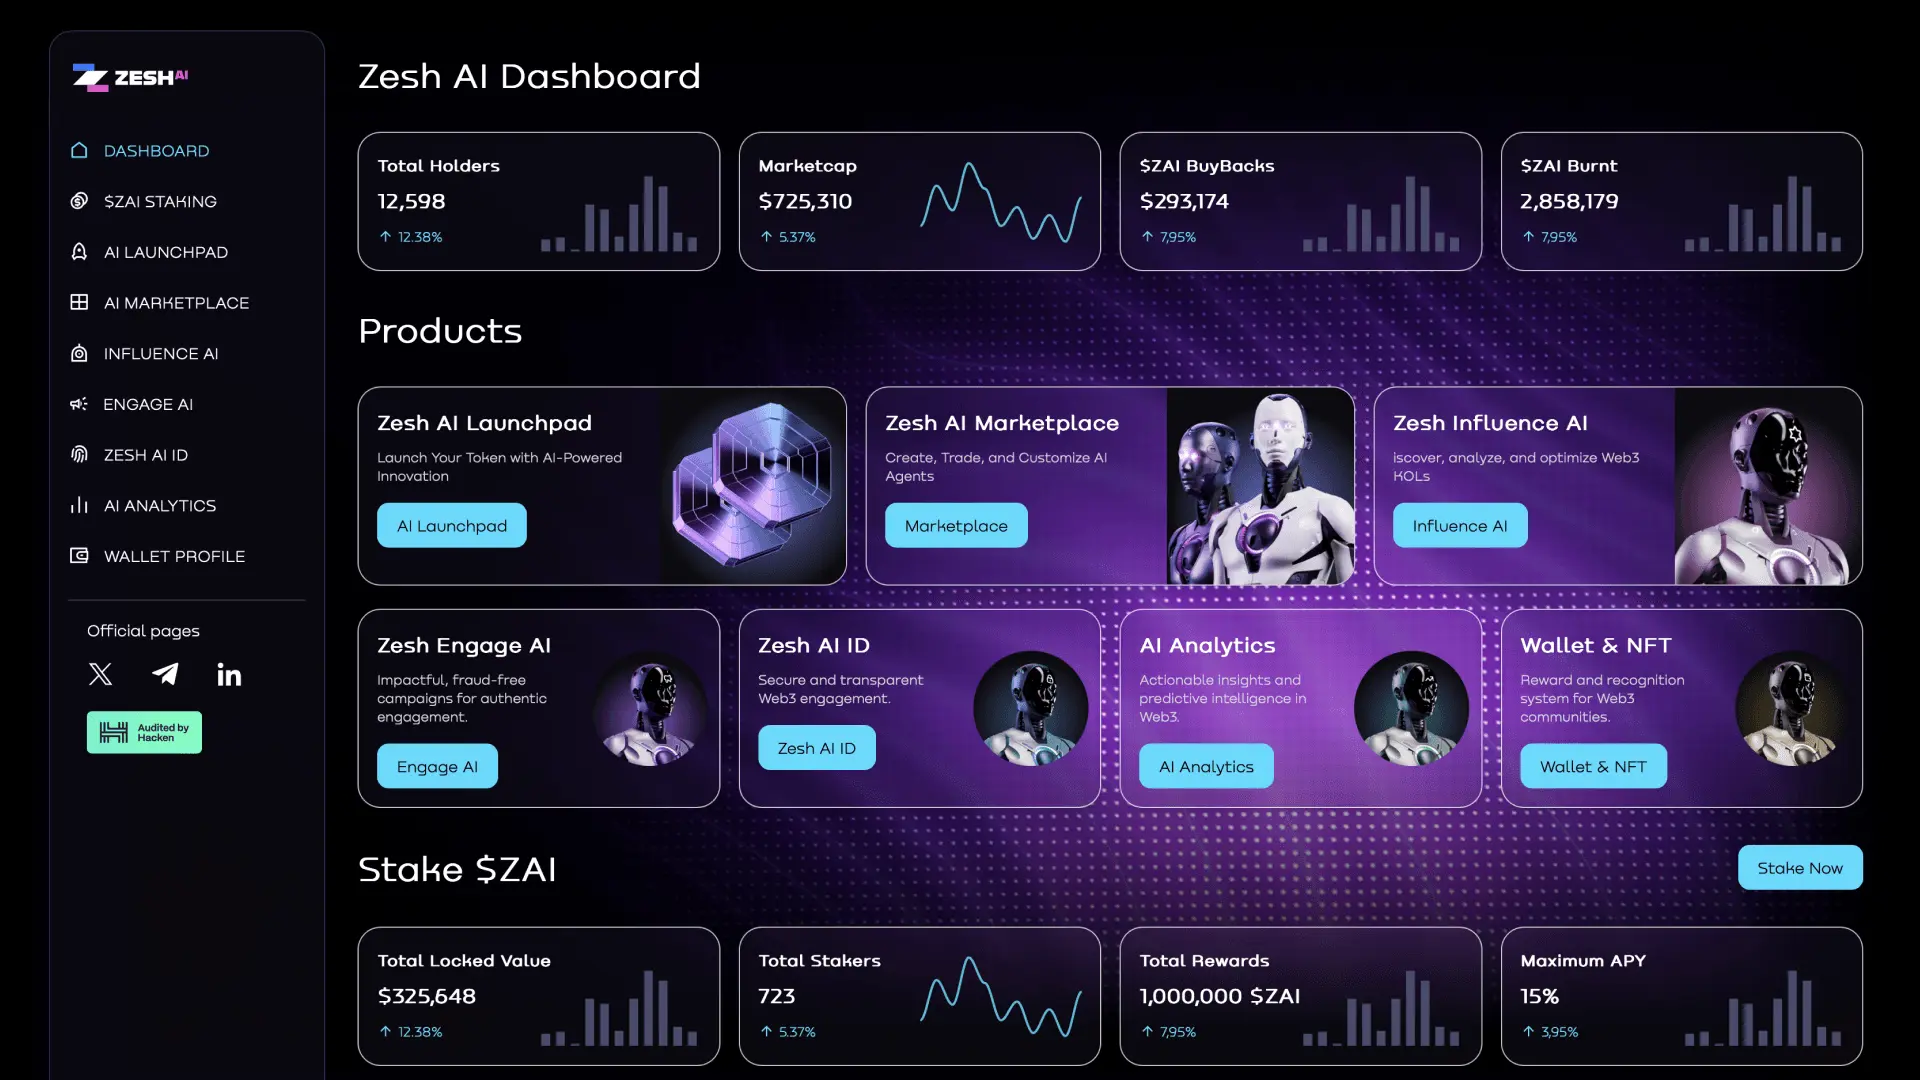 ZESH AI
DASHBOARD
$ZAI STAKING
AI LAUNCHPAD
AI MARKETPLACE
INFLUENCE AI
ENGAGE AI
ZESH AI ID
AI ANALYTICS
WALLET PROFILE
Official pages
Audited by
Hacken
Zesh AI Dashboard
Total Holders
12,598
12.38%
Marketcap
$725,310
5.37%
$ZAI BuyBacks
$293,174
7,95%
$ZAI Burnt
2,858,179
7,95%
Products
Zesh AI Launchpad
Launch Your Token with AI-Powered
Innovation
AI Launchpad
Zesh AI Marketplace
Create, Trade, and Customize AI
Agents
Marketplace
Zesh Influence AI
iscover, analyze, and optimize Web3
KOLs
Influence AI
Zesh Engage AI
Impactful, fraud-free
campaigns for authentic
engagement.
Engage AI
Zesh AI ID
Secure and transparent
Web3 engagement.
Zesh AI ID
AI Analytics
Actionable insights and
predictive intelligence in
Web3.
AI Analytics
Wallet & NFT
Reward and recognition
system for Web3
communities.
Wallet & NFT
Stake $ZAI
Stake Now
Total Locked Value
$325,648
12.38%
Total Stakers
723
5.37%
Total Rewards
1,000,000 $ZAI
7,95%
Maximum APY
15%
3,95%